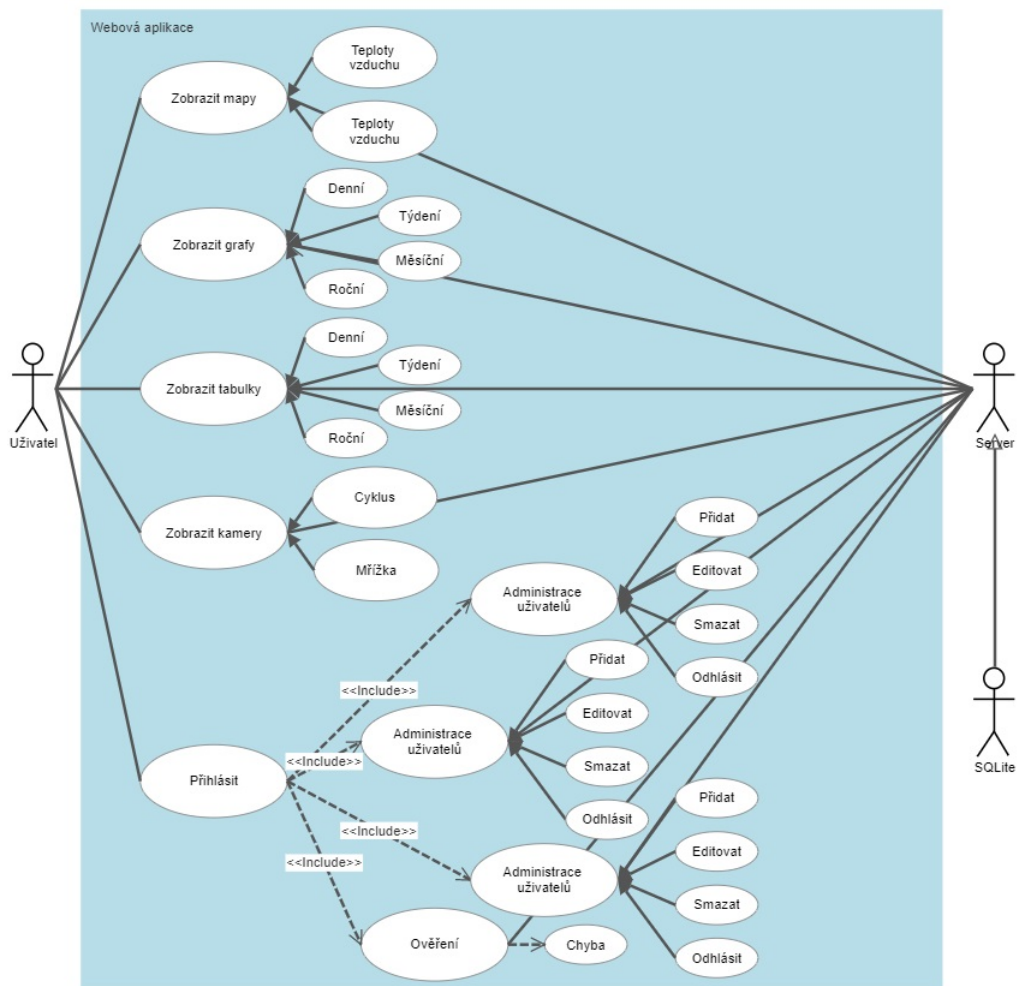 Webová aplikace
Teploty
vzduchu
Zobrazit mapy
Teploty
vzduchu
Denní
Týdení
Zobrazit grafy
Měsíční
Roční
Denní
Týdení
Zobrazit tabulky
Měsíční
Roční
Uživatel
Server
Cyklus
Zobrazit kamery
Mřížka
Přidat
Editovat
Administrace
uživatelů
Smazat
Odhlásit
Přidat
<<Include>>
Editovat
Administrace
uživatelů
<<Include>>
Smazat
SQLite
Přihlásit
Přidat
Odhlásit
<<Include>>
Editovat
<<Include>>
Administrace
uživatelů
Smazat
Ověření
Chyba
Odhlásit